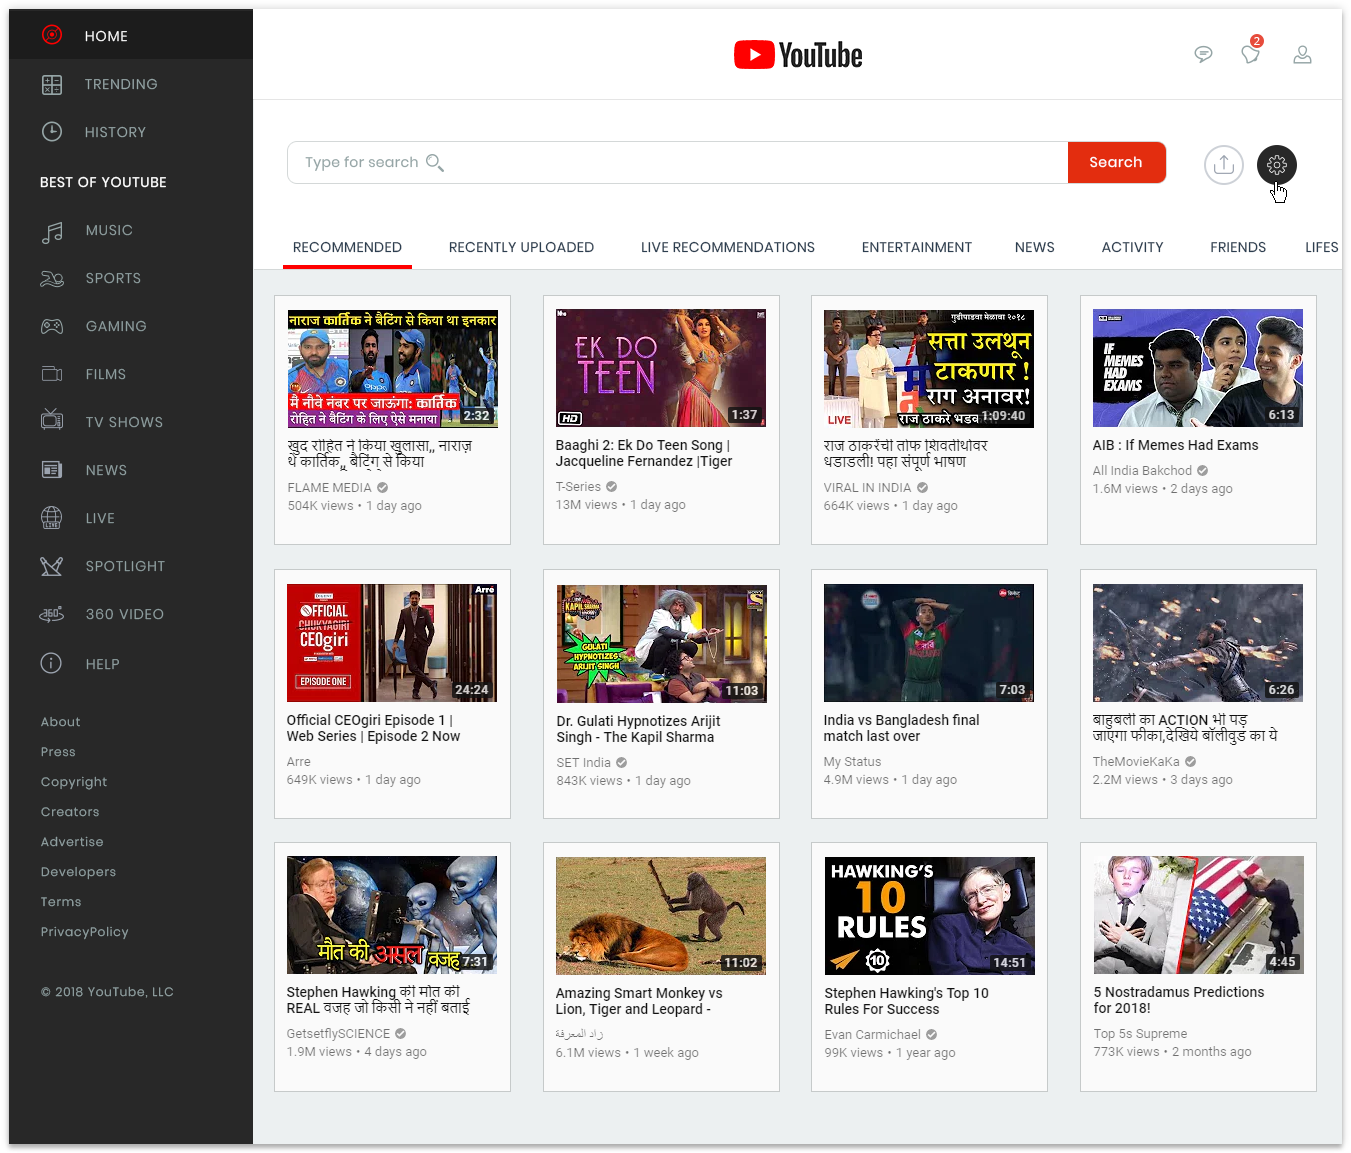 HOME
TRENDING
HISTORY
BEST OF YOUTUBE
MUSIC
SPORTS
GAMING
FILMS
TV SHOWS
NEWS
LIVE
LIVE
SPOTLIGHT
360°
360 VIDEO
HELP
About
Press
Copyright
Creators
Advertise
Developers
Terms
PrivacyPolicy
© 2018 YouTube, LLC
YouTube
2
Type for search
Search
RECOMMENDED
RECENTLY UPLOADED
LIVE RECOMMENDATIONS
ENTERTAINMENT
NEWS
ACTIVITY
FRIENDS
LIFES
नाराज कार्तिक ने बैटिंग से किया था इनकार
मै नौवे नंबर पर जाऊंगा: कार्तिक
रोहित ने बैटिंग के लिए ऐसे मनाया
2:32
खुद रोहित ने किया खुलासा,, नाराज़
थे कार्तिक,, बैटिंग से किया
FLAME MEDIA
504K views • 1 day ago
EK DO
TEEN
HD
1:37
Baaghi 2: Ek Do Teen Song |
Jacqueline Fernandez |Tiger
T-Series
13M views • 1 day ago
गुढीपाडवा मेळावा २०१८
सत्ता उलथून
टाकणार !
राग अनावर!
LIVE
राज ठाकरे भडव
1:09:40
राज ठाकरेंची तोफ शिवतीर्थावर
धडाडली! पहा संपूर्ण भाषण
VIRAL IN INDIA
664K views • 1 day ago
IF
MEMES
HAD
EXAMS
6:13
AIB : If Memes Had Exams
All India Bakchod
1.6M views • 2 days ago
Arre
OFFICIAL
CHUKYAGIRI
CEOgiri
EPISODE ONE
24:24
Official CEOgiri Episode 1 |
Web Series | Episode 2 Now
Arre
649K views • 1 day ago
THE
KAPIL SHARMA
SHOW
SONY
GULATI
HYPNOTIZES
ARIJIT SINGH
11:03
Dr. Gulati Hypnotizes Arijit
Singh - The Kapil Sharma
SET India
843K views • 1 day ago
7:03
India vs Bangladesh final
match last over
My Status
4.9M views • 1 day ago
6:26
बाहुबली का ACTION भी पड़
जाएगा फीका,देखिये बॉलीवुड का ये
TheMovieKaKa
2.2M views • 3 days ago
मौत की असल वजह
7:31
Stephen Hawking की मौत की
REAL वजह जो किसी ने नहीं बताई
GetsetflySCIENCE
1.9M views • 4 days ago
11:02
Amazing Smart Monkey vs
Lion, Tiger and Leopard -
زاد المعرفة
6.1M views • 1 week ago
HAWKING'S
10
RULES
10
14:51
Stephen Hawking's Top 10
Rules For Success
Evan Carmichael
99K views • 1 year ago
4:45
5 Nostradamus Predictions
for 2018!
Top 5s Supreme
773K views • 2 months ago